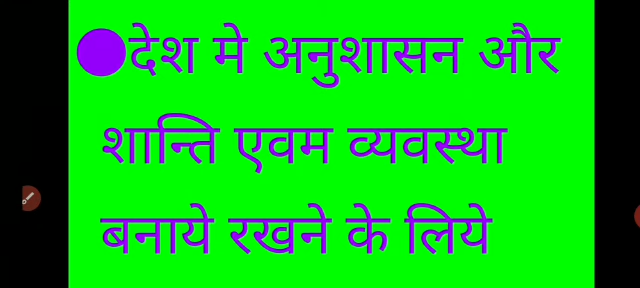 देश मे अनुशासन और
शान्ति एवम व्यवस्था
बनाये रखने के लिये